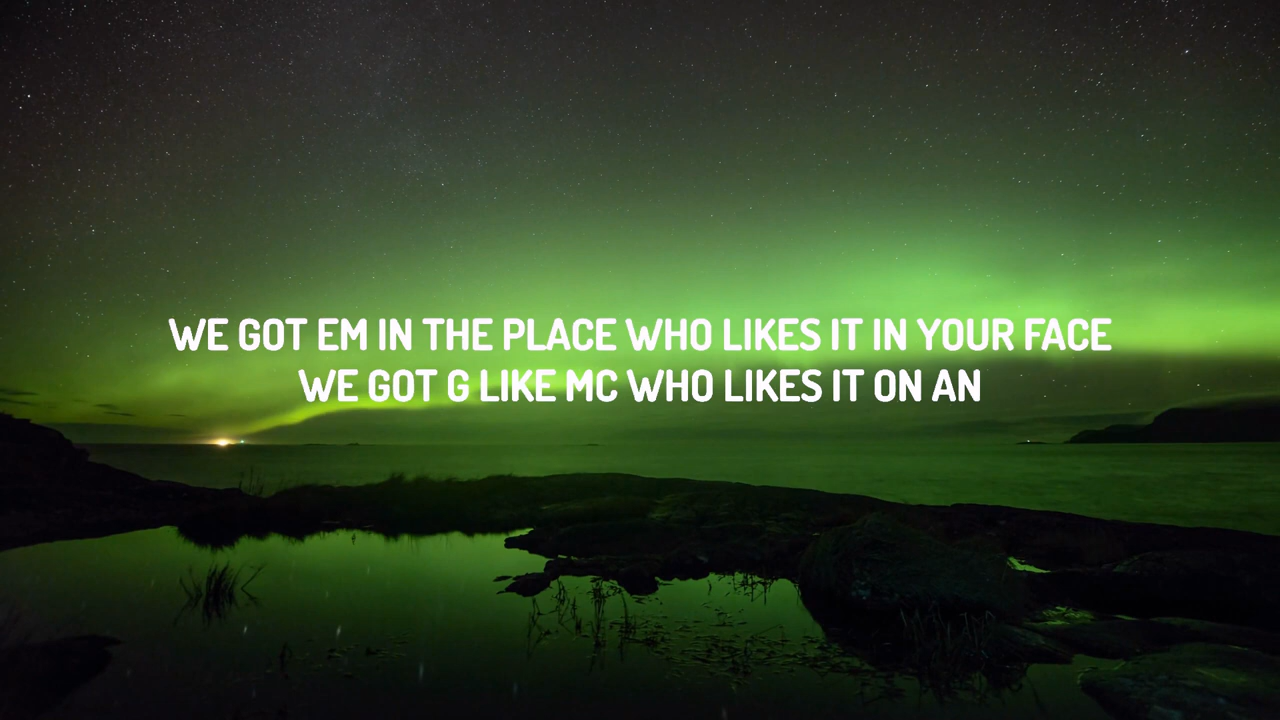 WE GOT EM IN THE PLACE WHO LIKES IT IN YOUR FACE
WE GOT G LIKE MC WHO LIKES IT ON AN